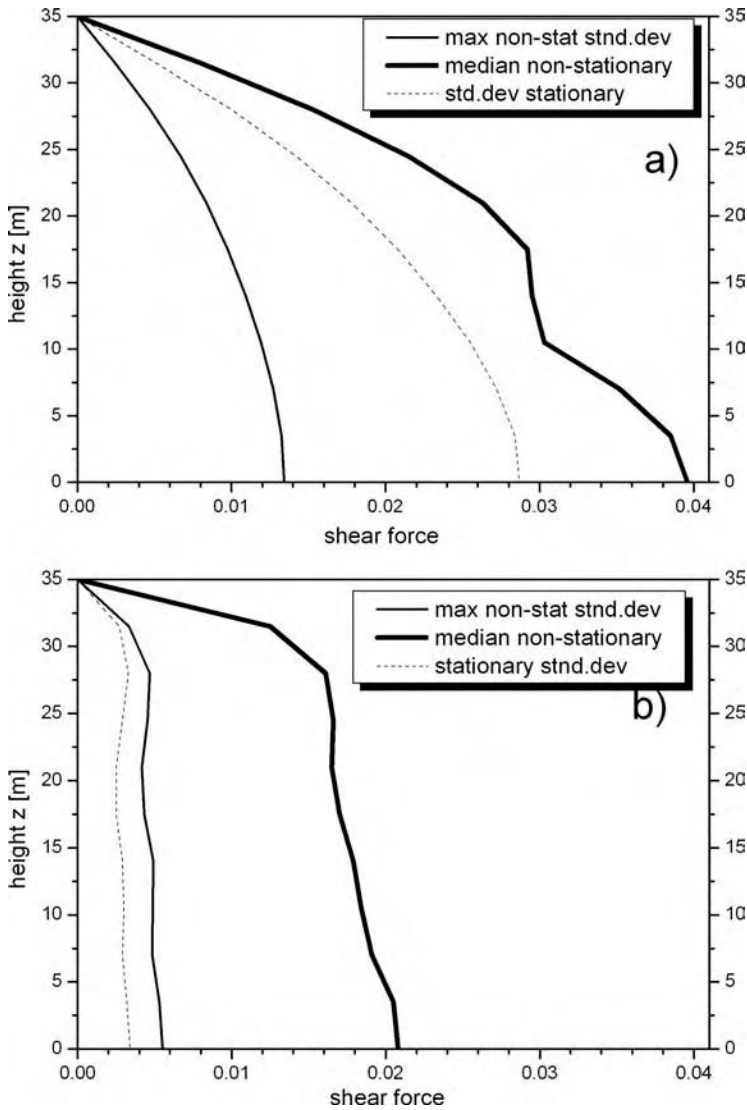 35
30
25
20
15
10
5
0
height z [m]
max non-stat stnd.dev
median non-stationary
std.dev stationary
a)
35
30
25
20
15
10
5
0
0.00 0.01 0.02 0.03 0.04
shear force
35
30
25
20
15
10
5
0
height z [m]
max non-stat stnd.dev
median non-stationary
stationary stnd.dev
b)
35
30
25
20
15
10
5
0
0.00 0.01 0.02 0.03 0.04
shear force